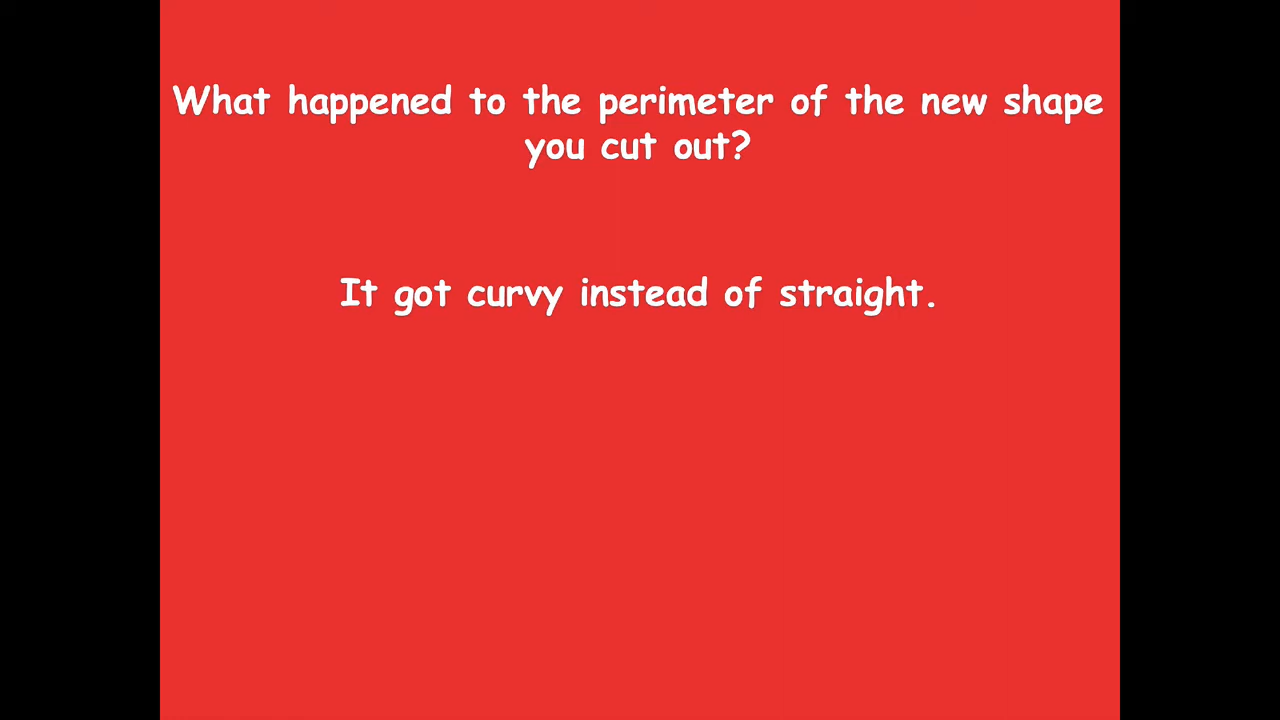 What happened to the perimeter of the new shape
you cut out?
It got curvy instead of straight.